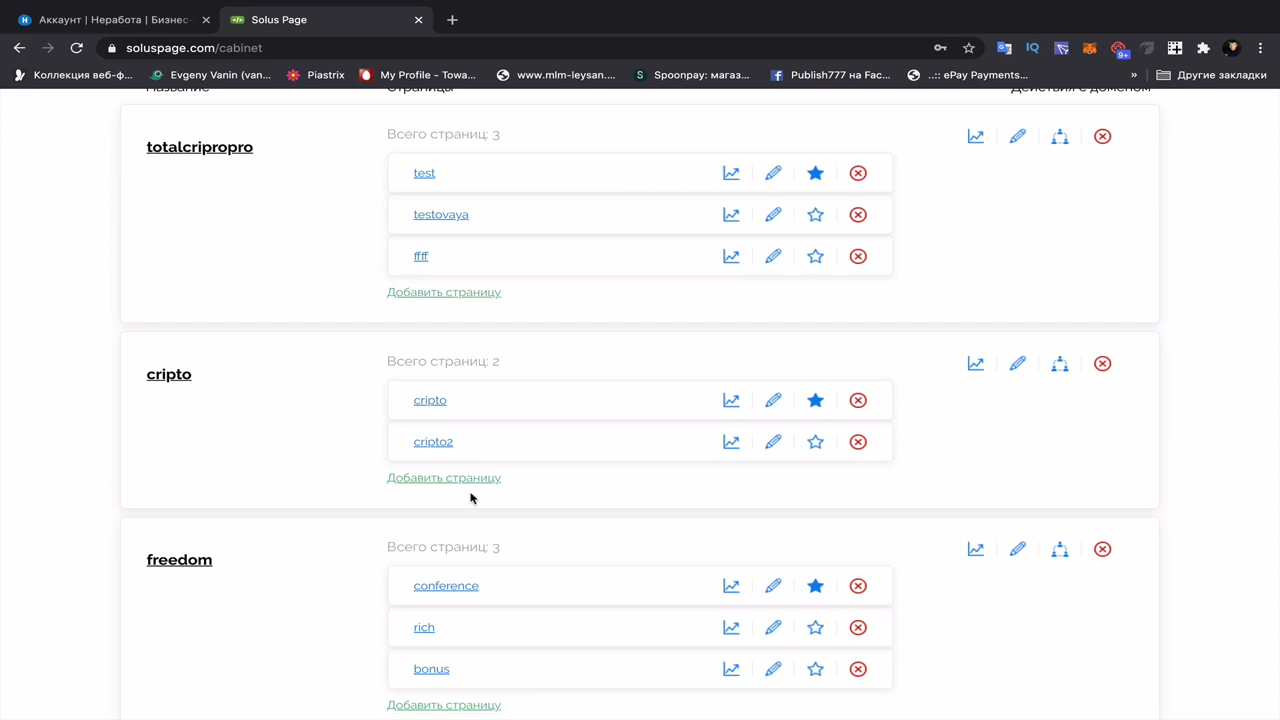 Аккаунт | Неработа | Бизнес-
Solus Page
soluspage.com/cabinet
IQ
9+
Коллекция веб-ф...
Evgeny Vanin (van...
Piastrix
My Profile - Towa...
www.mlm-leysan...
Spoonpay: магаз...
Publish777 на Fac...
..:: ePay Payments...
»
Другие закладки
Название
Страницы
Действия с доменом
totalcripropro
Всего страниц: 3
test
testovaya
ffff
Добавить страницу
cripto
Всего страниц: 2
cripto
cripto2
Добавить страницу
freedom
Всего страниц: 3
conference
rich
bonus
Добавить страницу